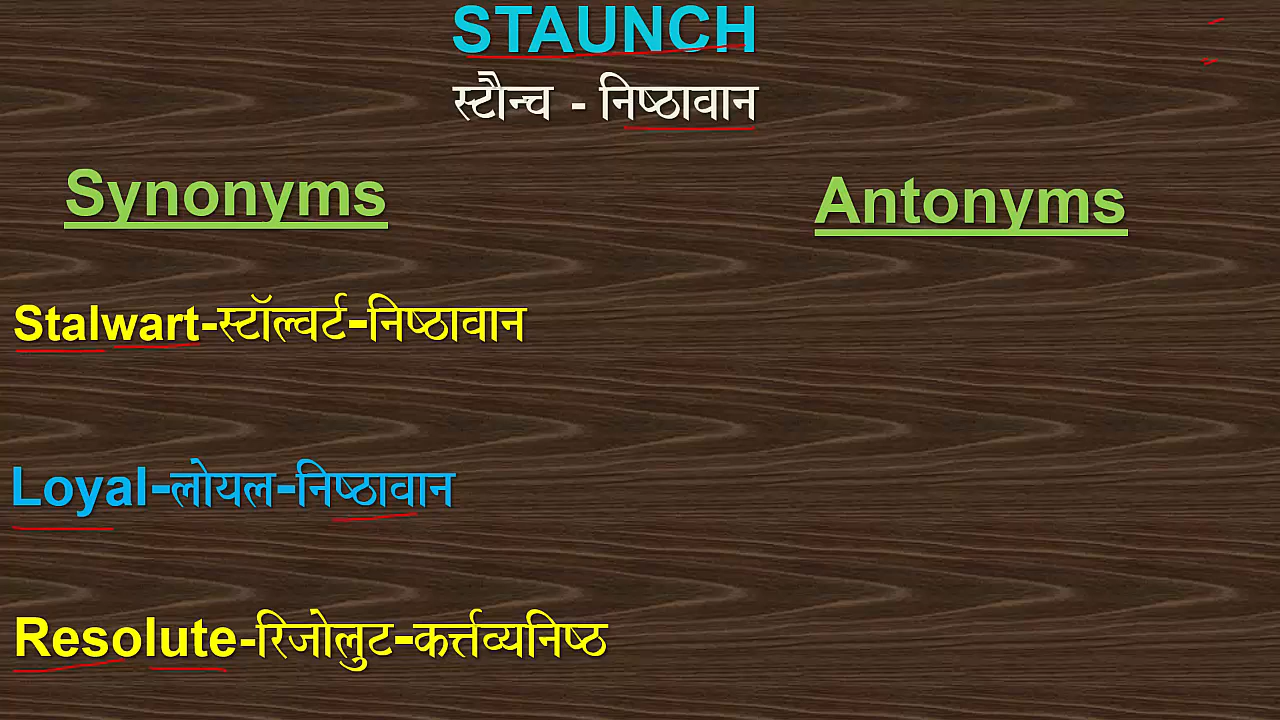 STAUNCH
स्टौन्च - निष्ठावान
Synonyms
Antonyms
Stalwart-स्टॉल्वर्ट-निष्ठावान
Loyal-लोयल-निष्ठावान
Resolute-रिजोलुट-कर्त्तव्यनिष्ठ